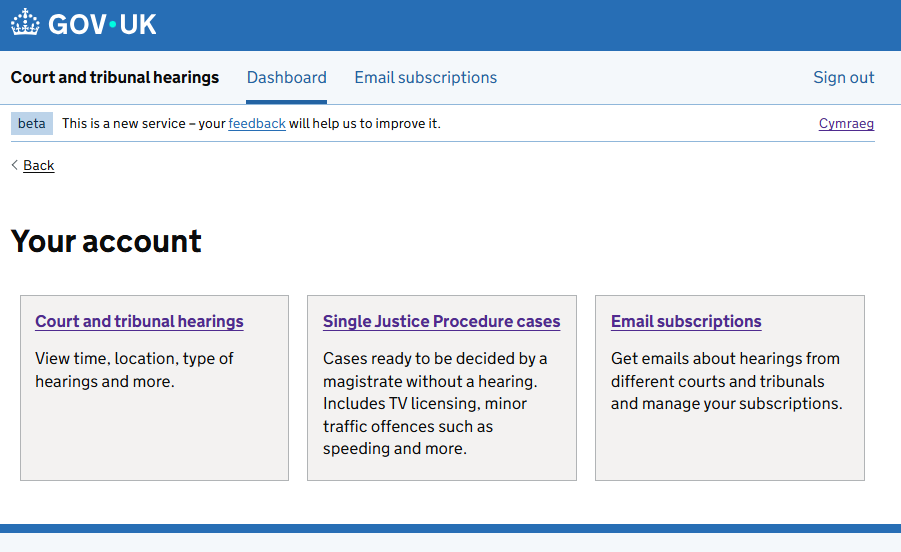 GOV·UK
Court and tribunal hearings
Dashboard
Email subscriptions
Sign out
beta
This is a new service – your feedback will help us to improve it.
Cymraeg
Back
Your account
Court and tribunal hearings
View time, location, type of
hearings and more.
Single Justice Procedure cases
Cases ready to be decided by a
magistrate without a hearing.
Includes TV licensing, minor
traffic offences such as
speeding and more.
Email subscriptions
Get emails about hearings from
different courts and tribunals
and manage your subscriptions.